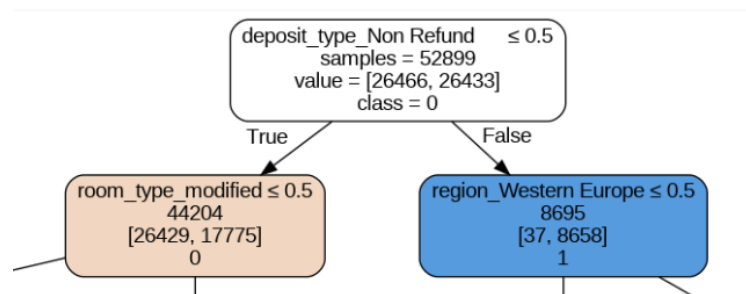 deposit_type_Non Refund ≤ 0.5
samples = 52899
value = [26466, 26433]
class = 0
True
False
room_type_modified ≤ 0.5
44204
[26429, 17775]
0
region_Western Europe ≤ 0.5
8695
[37, 8658]
1